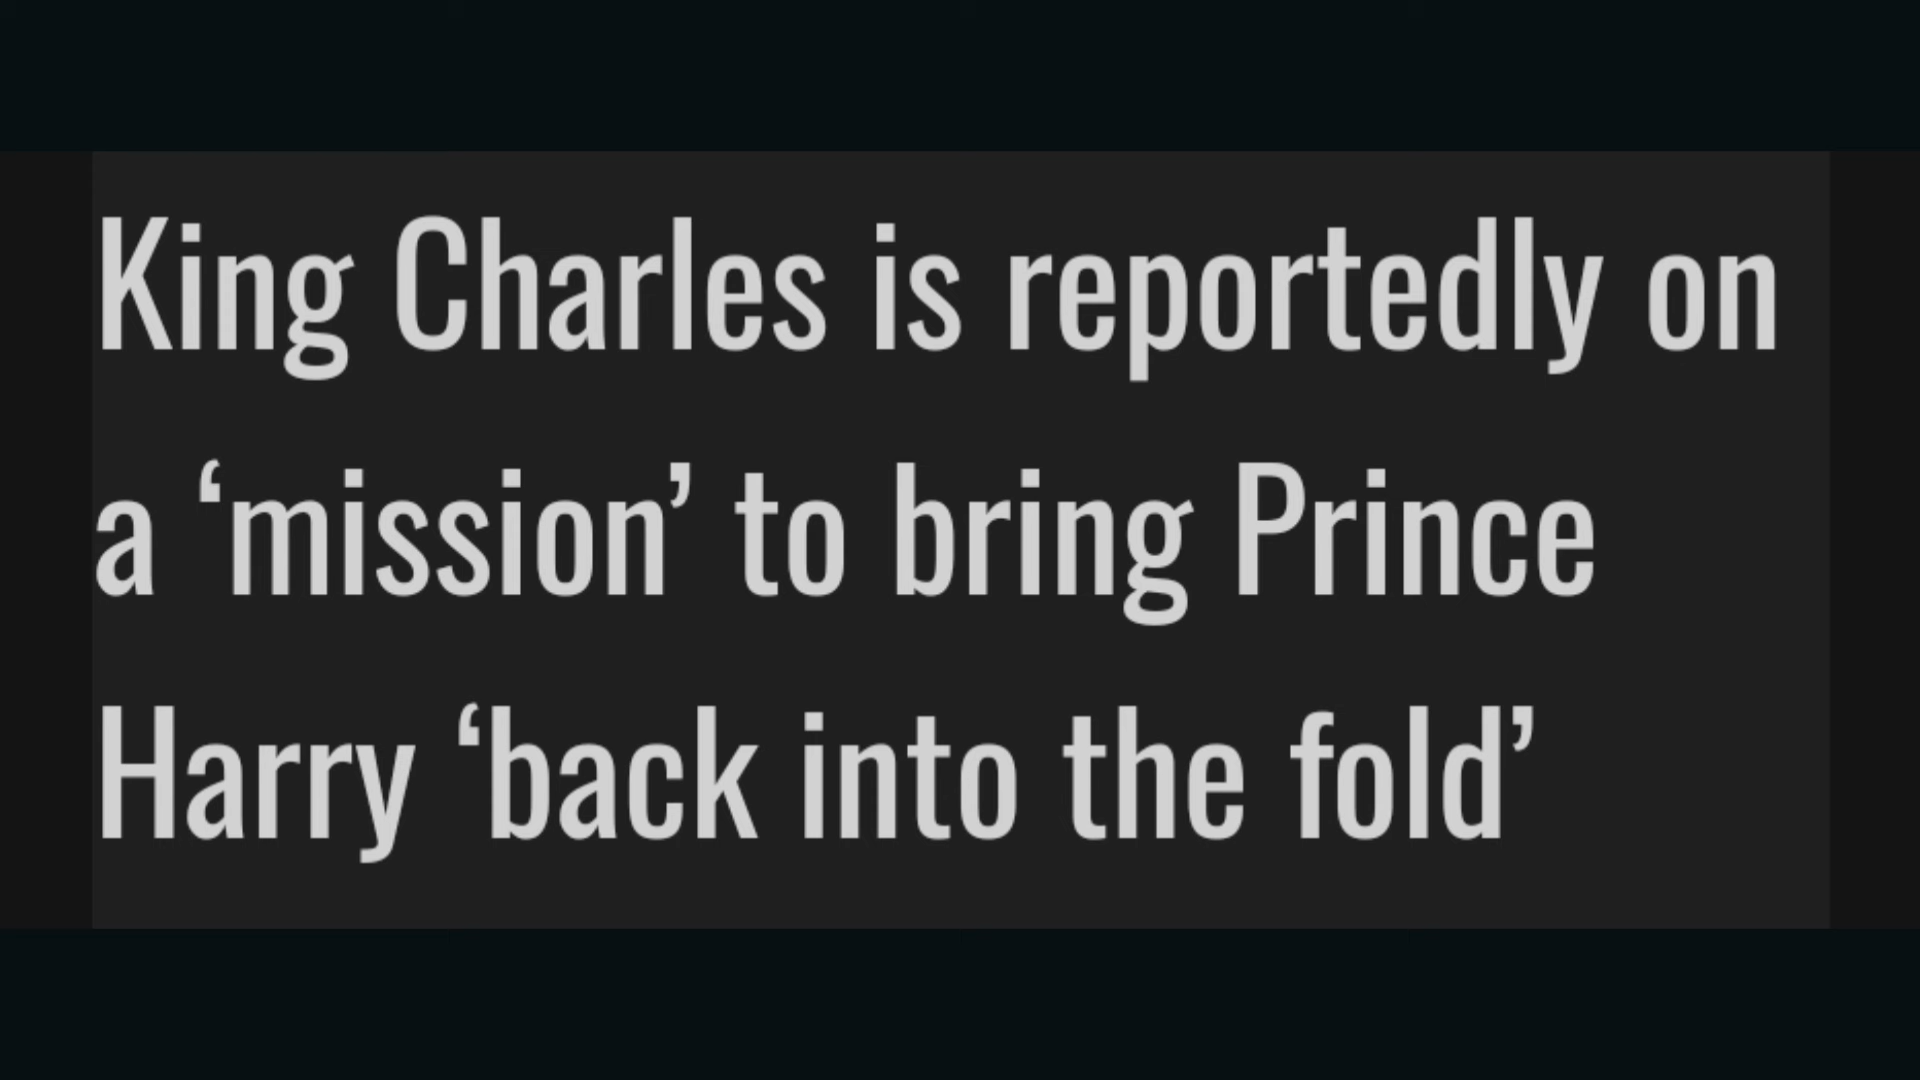 King Charles is reportedly on
a ‘mission’ to bring Prince
Harry ‘back into the fold’